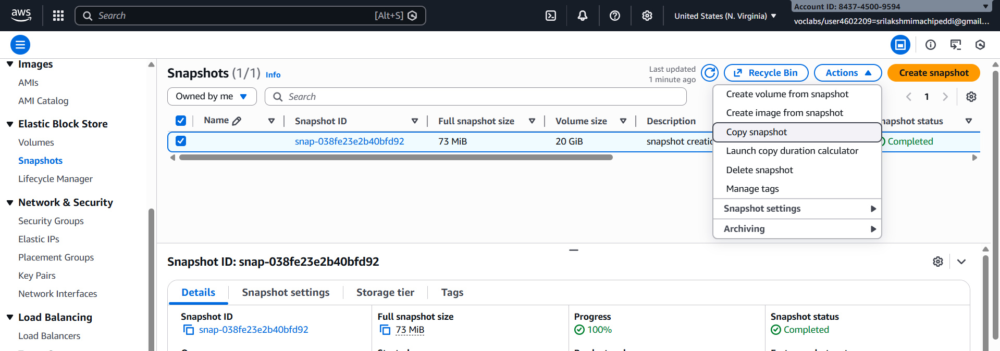 aws
Search
[Alt+S]
United States (N. Virginia)
Account ID: 8437-4500-9594
voclabs/user4602209=srilakshmimachipeddi@gmail...
Images
AMIs
AMI Catalog
Elastic Block Store
Volumes
Snapshots
Lifecycle Manager
Network & Security
Security Groups
Elastic IPs
Placement Groups
Key Pairs
Network Interfaces
Load Balancing
Load Balancers
Snapshots (1/1) Info
Last updated
1 minute ago
Recycle Bin
Actions
Create snapshot
Owned by me
Search
1
Name
Snapshot ID
Full snapshot size
Volume size
Description
napshot status
snap-038fe23e2b40bfd92
73 MiB
20 GiB
snapshot creatio
Completed
Create volume from snapshot
Create image from snapshot
Copy snapshot
Launch copy duration calculator
Delete snapshot
Manage tags
Snapshot settings
Archiving
Snapshot ID: snap-038fe23e2b40bfd92
Details
Snapshot settings
Storage tier
Tags
Snapshot ID
snap-038fe23e2b40bfd92
Full snapshot size
73 MiB
Progress
100%
Snapshot status
Completed